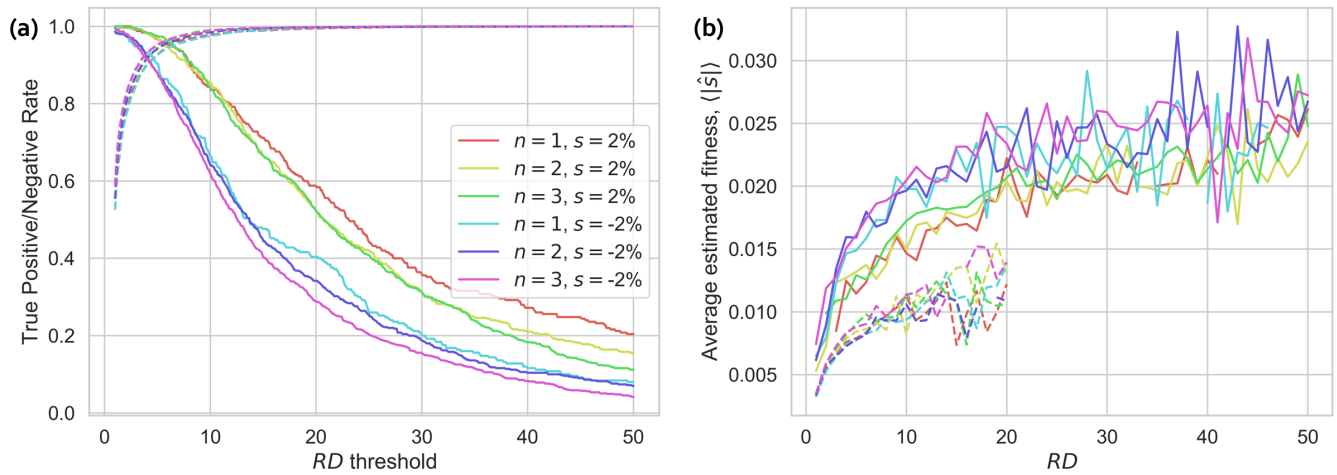 (a)
True Positive/Negative Rate
1.0
0.8
0.6
0.4
0.2
0.0
0 10 20 30 40 50
RD threshold
n = 1, s = 2%
n = 2, s = 2%
n = 3, s = 2%
n = 1, s = -2%
n = 2, s = -2%
n = 3, s = -2%
(b)
Average estimated fitness, ⟨|ŝ|⟩
0.030
0.025
0.020
0.015
0.010
0.005
0 10 20 30 40 50
RD